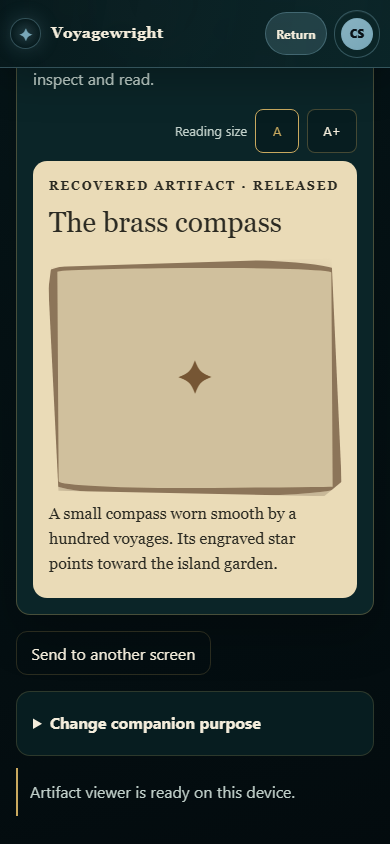 Voyagewright
Return
CS
inspect and read.
Reading size
A
A+
RECOVERED ARTIFACT · RELEASED
The brass compass
A small compass worn smooth by a
hundred voyages. Its engraved star
points toward the island garden.
Send to another screen
Change companion purpose
Artifact viewer is ready on this device.